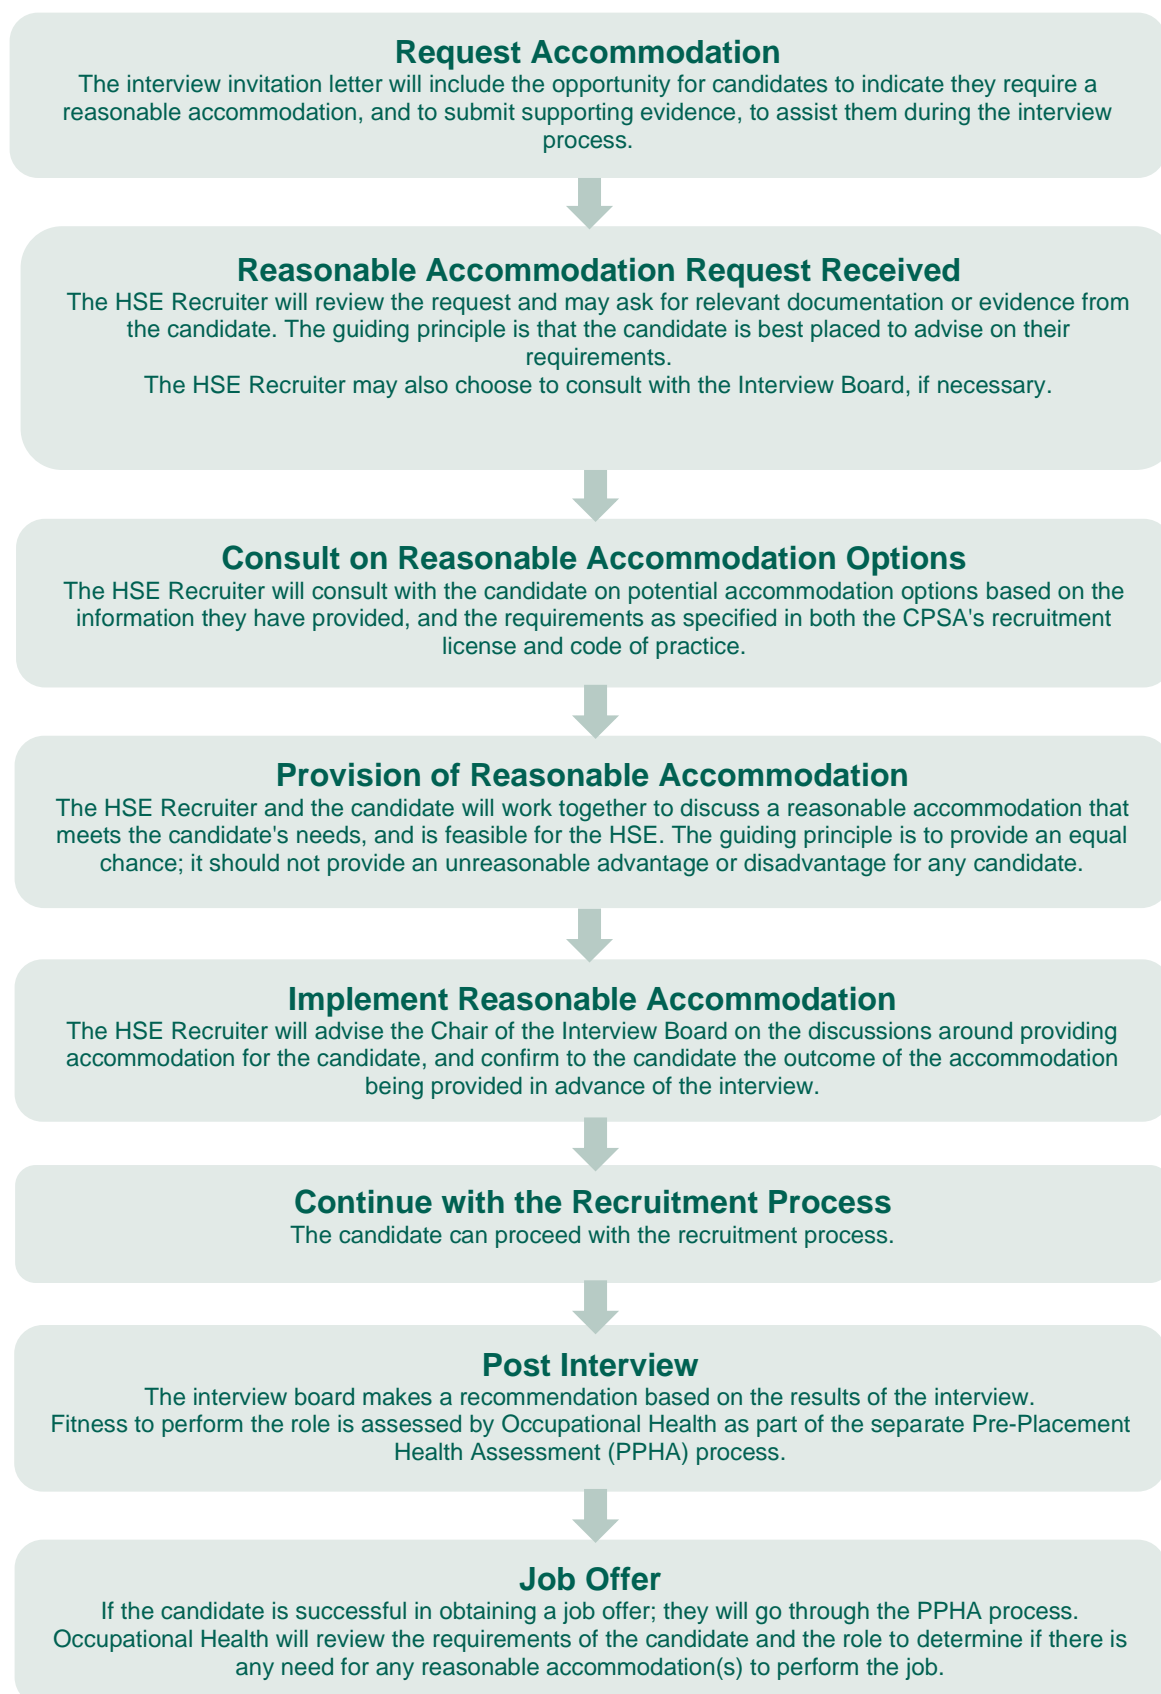 Request Accommodation
The interview invitation letter will include the opportunity for candidates to indicate they require a
reasonable accommodation, and to submit supporting evidence, to assist them during the interview
process.
Reasonable Accommodation Request Received
The HSE Recruiter will review the request and may ask for relevant documentation or evidence from
the candidate. The guiding principle is that the candidate is best placed to advise on their
requirements.
The HSE Recruiter may also choose to consult with the Interview Board, if necessary.
Consult on Reasonable Accommodation Options
The HSE Recruiter will consult with the candidate on potential accommodation options based on the
information they have provided, and the requirements as specified in both the CPSA's recruitment
license and code of practice.
Provision of Reasonable Accommodation
The HSE Recruiter and the candidate will work together to discuss a reasonable accommodation that
meets the candidate's needs, and is feasible for the HSE. The guiding principle is to provide an equal
chance; it should not provide an unreasonable advantage or disadvantage for any candidate.
Implement Reasonable Accommodation
The HSE Recruiter will advise the Chair of the Interview Board on the discussions around providing
accommodation for the candidate, and confirm to the candidate the outcome of the accommodation
being provided in advance of the interview.
Continue with the Recruitment Process
The candidate can proceed with the recruitment process.
Post Interview
The interview board makes a recommendation based on the results of the interview.
Fitness to perform the role is assessed by Occupational Health as part of the separate Pre-Placement
Health Assessment (PPHA) process.
Job Offer
If the candidate is successful in obtaining a job offer; they will go through the PPHA process.
Occupational Health will review the requirements of the candidate and the role to determine if there is
any need for any reasonable accommodation(s) to perform the job.